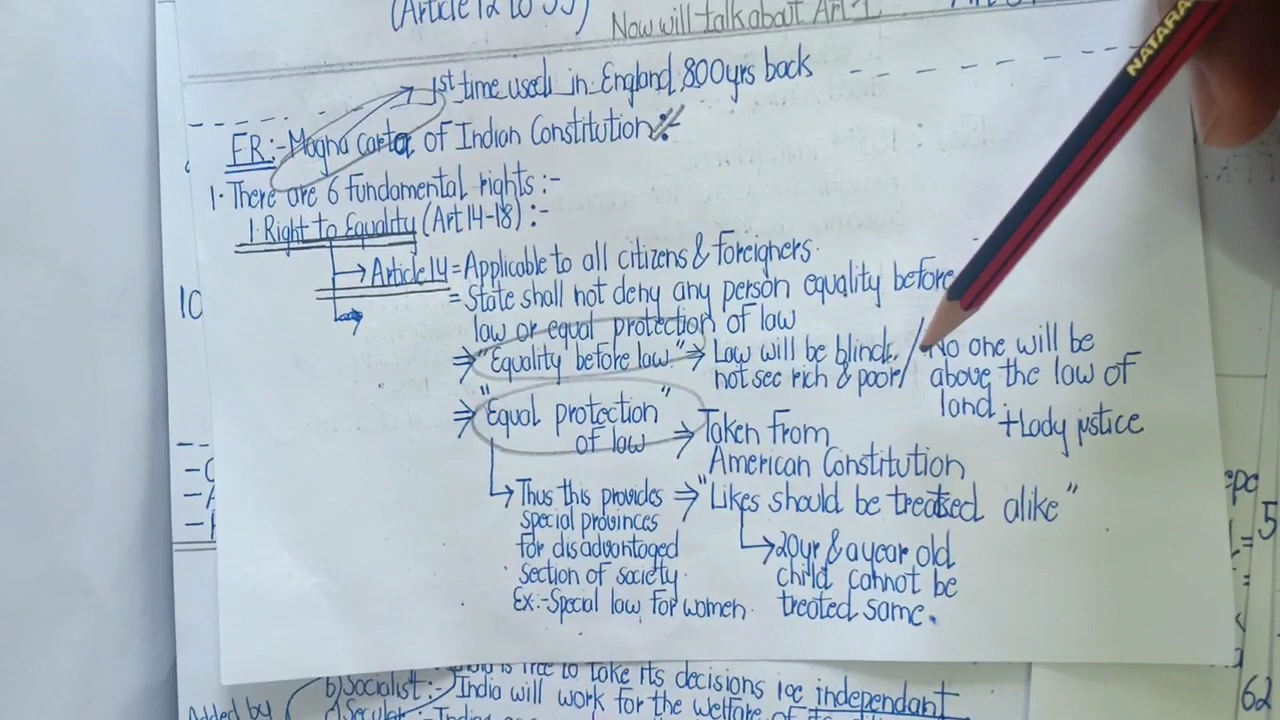 (Article 12 to 35)
Now will talk about Art-1
NATARA
1st time used in England 800yrs back
FR:- Magna Carta of Indian Constitution:-
1. There are 6 Fundamental rights :-
1. Right to Equality (Art 14-18) :-
→ Article 14 = Applicable to all citizens & foreigners.
= State shall not deny any person equality before
law or equal protection of law
⇒ "Equality before law" ⇒ Law will be blind. / No one will be
not see rich & poor / above the law of
land
+ Lady justice
⇒ "Equal protection"
of law ⇒ Taken from
American Constitution
→ Thus this provides ⇒ "Likes should be treated alike"
special provinces
for disadvantaged
section of society.
Ex:- Special law for women.
→ 20yr & a year old
child cannot be
treated same.
10
5
62
India is free to take its decisions ie independant
b) Socialist :- India will work for the welfare of
Added by
c) Secular :- India